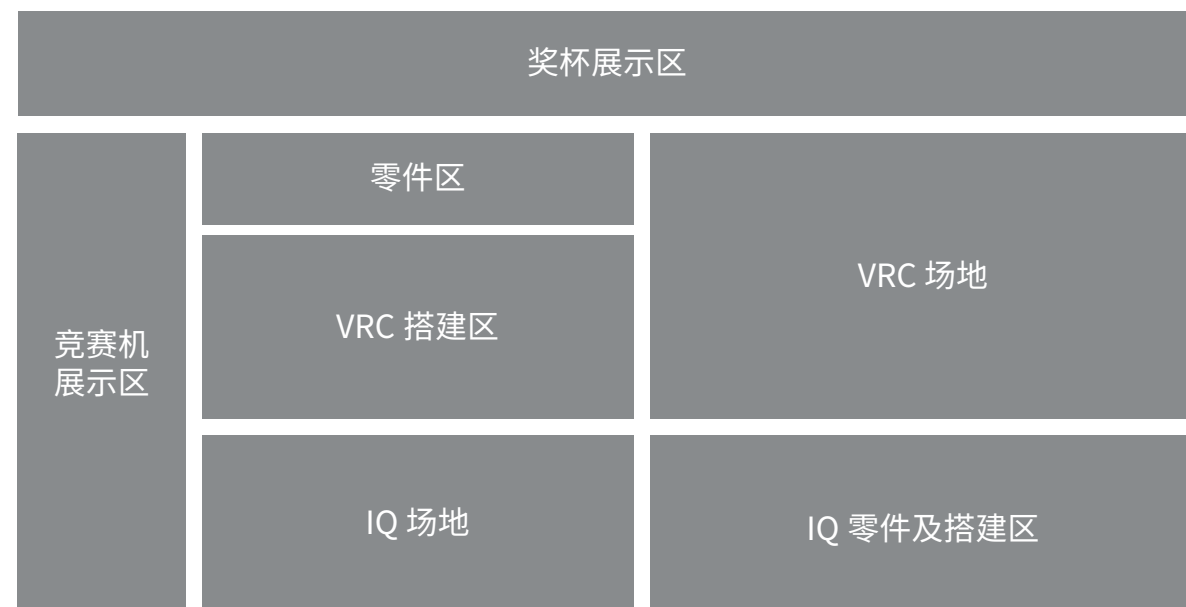 奖杯展示区
零件区
VRC 场地
VRC 搭建区
竞赛机
展示区
IQ 场地
IQ 零件及搭建区